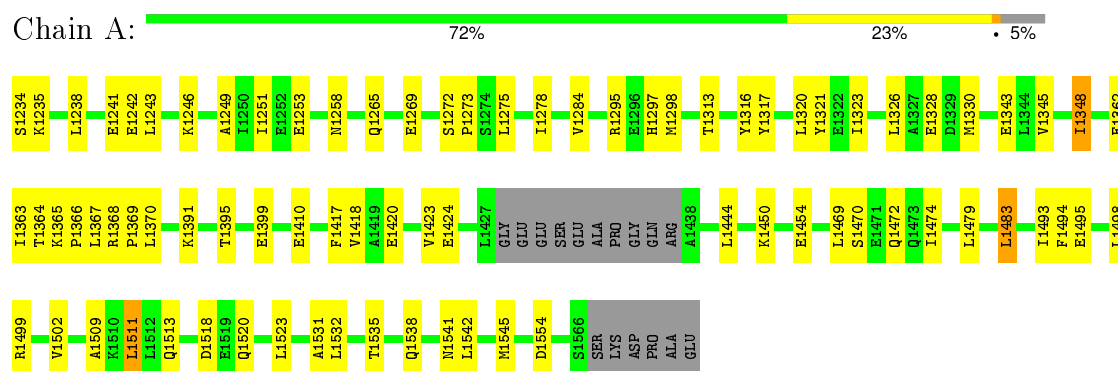 Chain A:
72% 23% • 5%
S1234 K1235 L1238 E1241 E1242 L1243 K1246 A1249 I1250 I1251 E1252 E1253 N1258 Q1265 E1269 S1272 P1273 S1274 L1275 I1278 V1284 R1295 E1296 H1297 M1298 T1313 Y1316 Y1317 L1320 Y1321 E1322 I1323 L1326 A1327 E1328 D1329 M1330 E1343 L1344 V1345 I1348
I1363 T1364 K1365 P1366 L1367 R1368 P1369 L1370 K1391 T1395 E1399 E1410 F1417 V1418 A1419 E1420 V1423 E1424 L1427 GLY GLU GLU SER GLU ALA PRO GLY GLN ARG A1438 L1444 K1450 E1454 L1469 S1470 E1471 Q1472 Q1473 I1474 L1479 L1483 I1493 F1494 E1495 L1498
R1499 V1502 A1509 K1510 L1511 L1512 Q1513 D1518 E1519 Q1520 L1523 A1531 L1532 T1535 Q1538 N1541 L1542 M1545 D1554 S1566 SER LYS ASP PRO ALA GLU